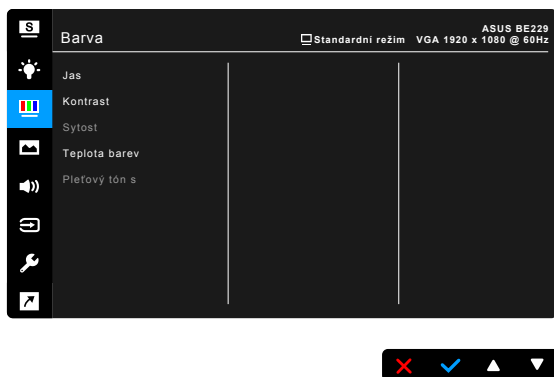 S
Barva
ASUS BE229
Standardní režim VGA 1920 x 1080 @ 60Hz
Jas
Kontrast
Sytost
Teplota barev
Pleťový tón s